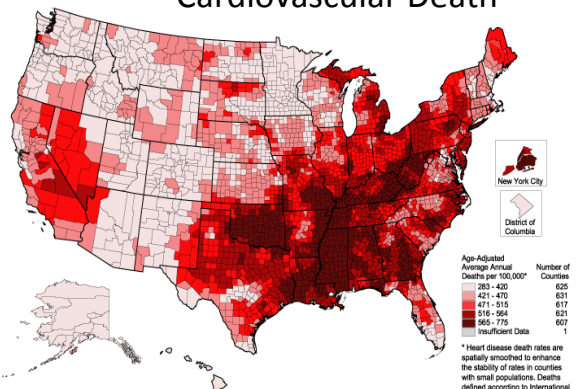 Cardiovascular Death
New York City
District of
Columbia
Age-Adjusted
Average Annual Number of
Deaths per 100,000* Counties
283 - 420 625
421 - 470 631
471 - 515 617
516 - 564 621
565 - 775 607
Insufficient Data 1
* Heart disease death rates are
spatially smoothed to enhance
the stability of rates in counties
with small populations. Deaths
defined according to International